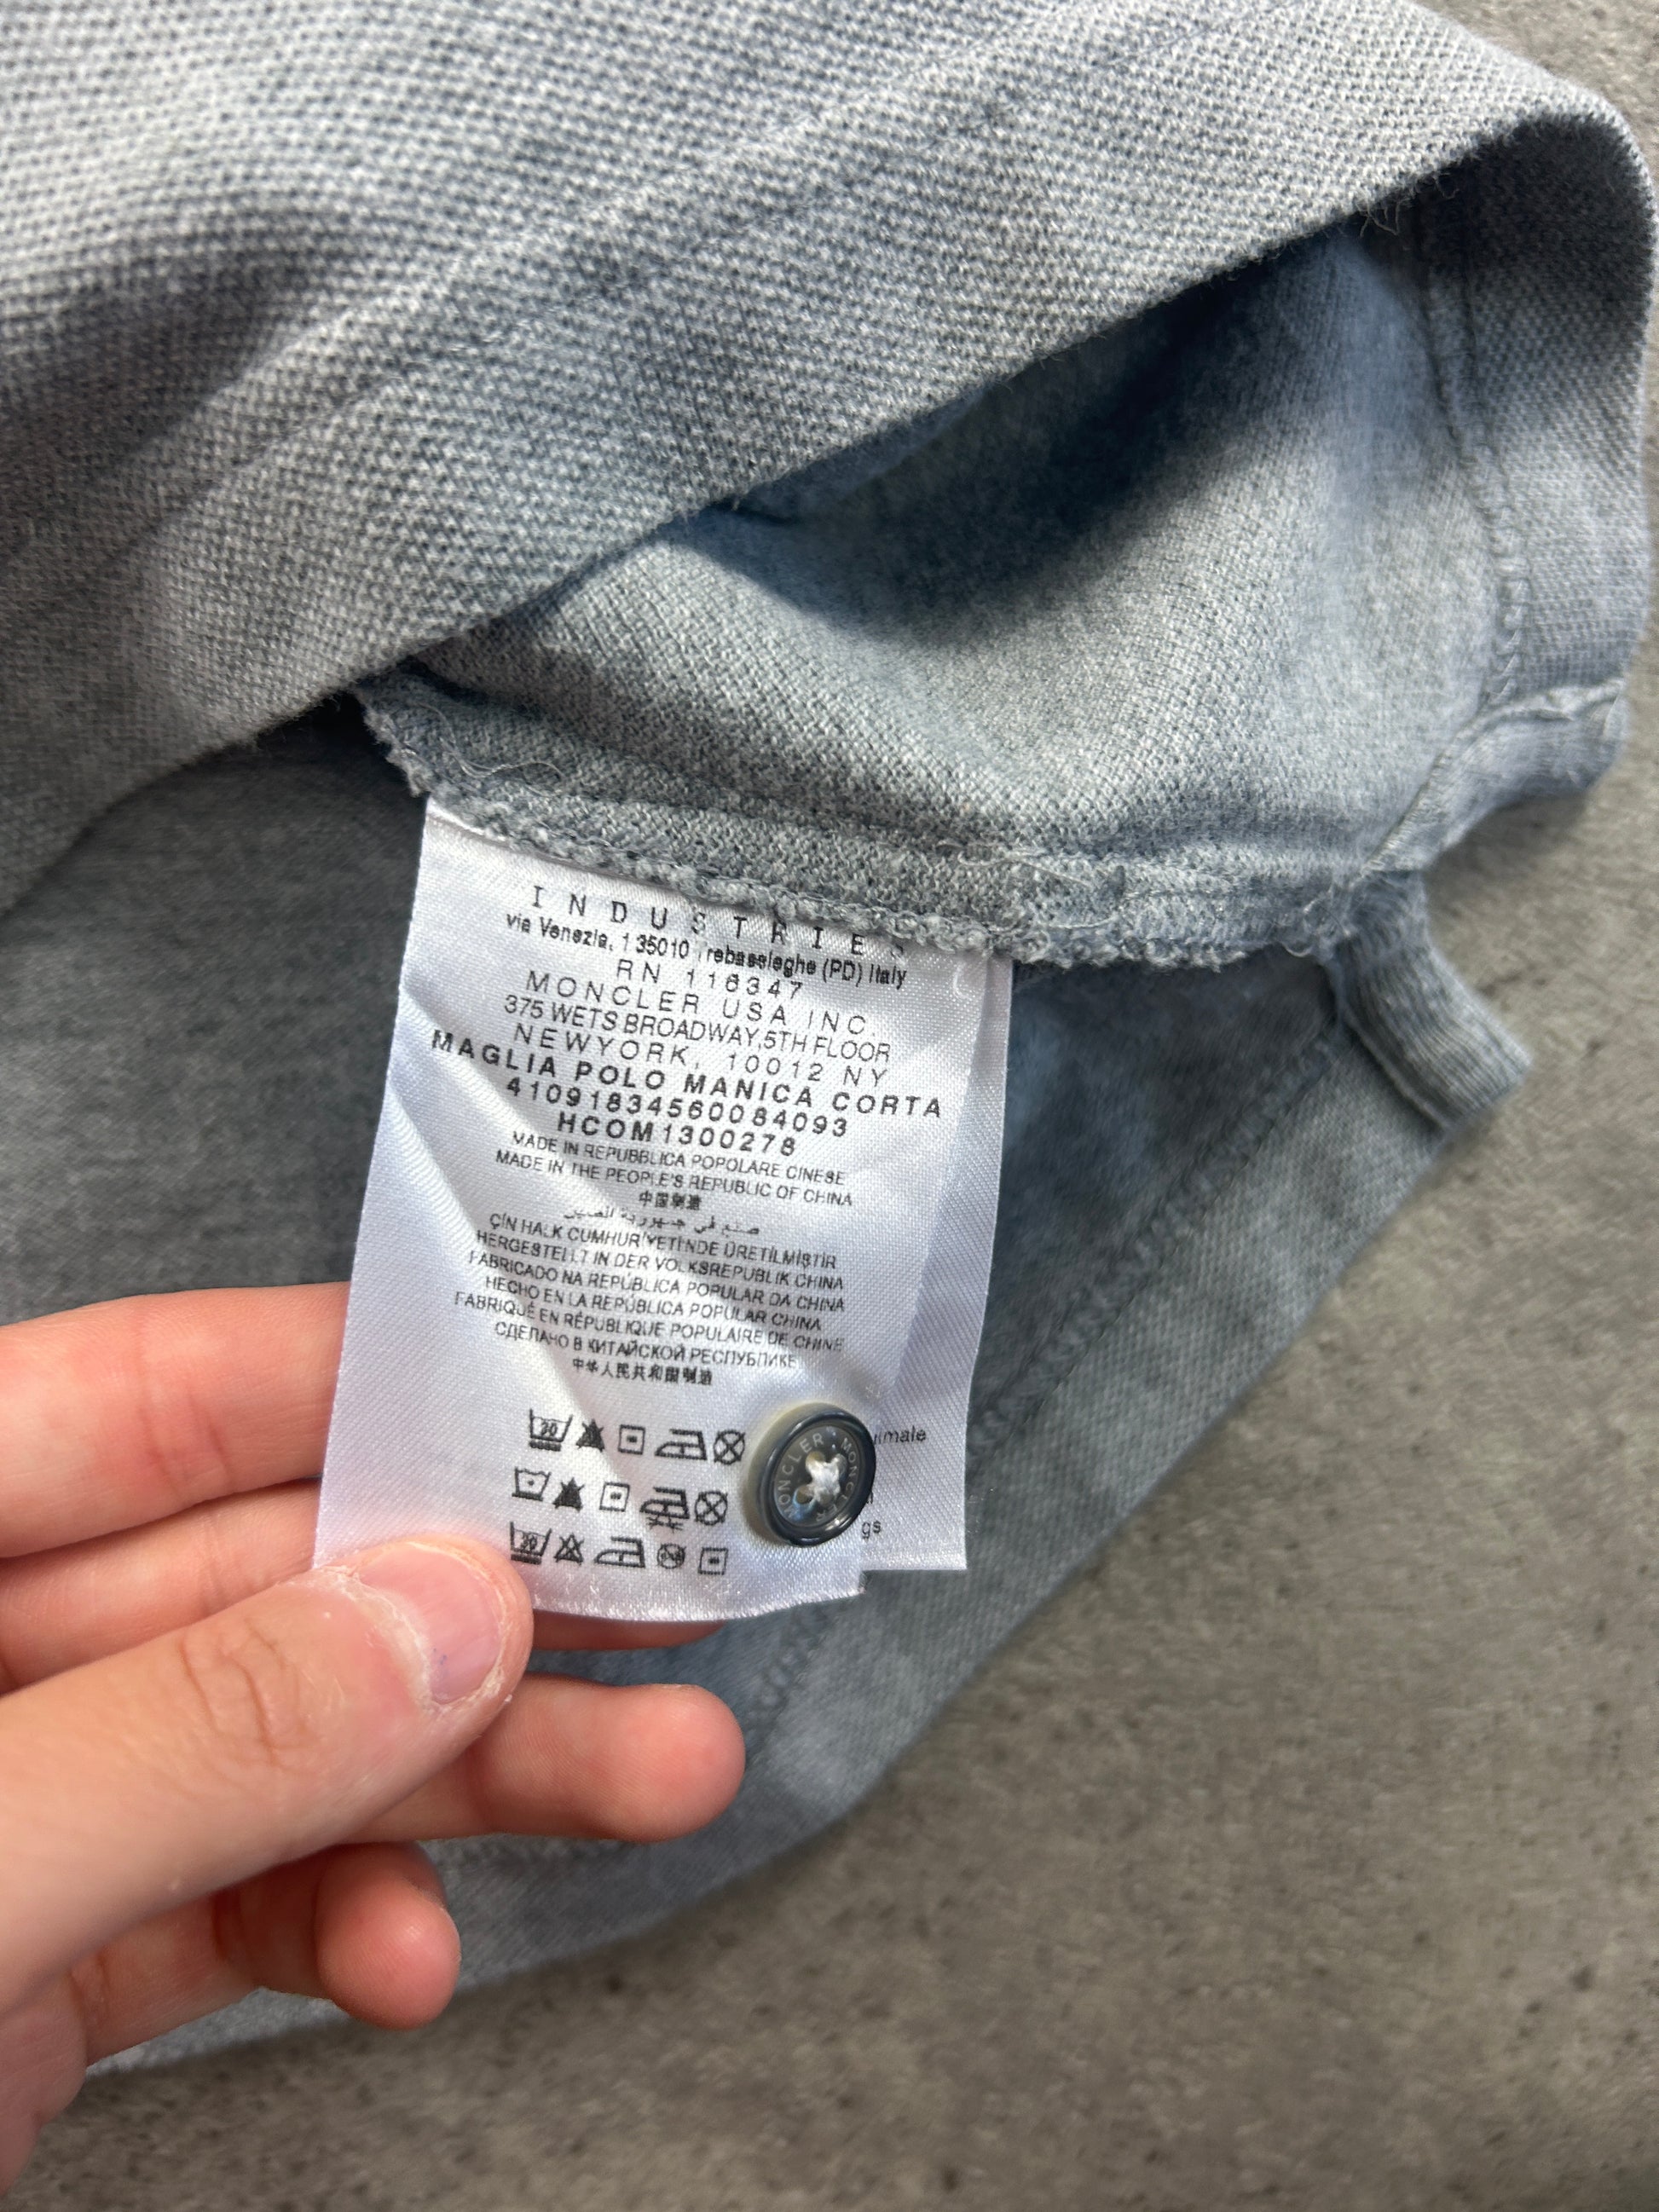 INDUSTRIES
via Venezia, 1 35010 Trebaseleghe (PD) Italy
RN 116347
MONCLER USA INC.
375 WETS BROADWAY,5TH FLOOR
NEWYORK, 10012 NY
MAGLIA POLO MANICA CORTA
41091834560084093
HCOM1300278
MADE IN REPUBBLICA POPOLARE CINESE
MADE IN THE PEOPLE'S REPUBLIC OF CHINA
中国制造
صنع في جمهورية الصين
ÇİN HALK CUMHURİYETİNDE ÜRETİLMİŞTİR
HERGESTELLT IN DER VOLKSREPUBLIK CHINA
FABRICADO NA REPÚBLICA POPULAR DA CHINA
HECHO EN LA REPÚBLICA POPULAR CHINA
FABRIQUÉ EN RÉPUBLIQUE POPULAIRE DE CHINE
СДЕЛАНО В КИТАЙСКОЙ РЕСПУБЛИКЕ
中华人民共和国制造
30
MONCLER MONCLER
gs
30